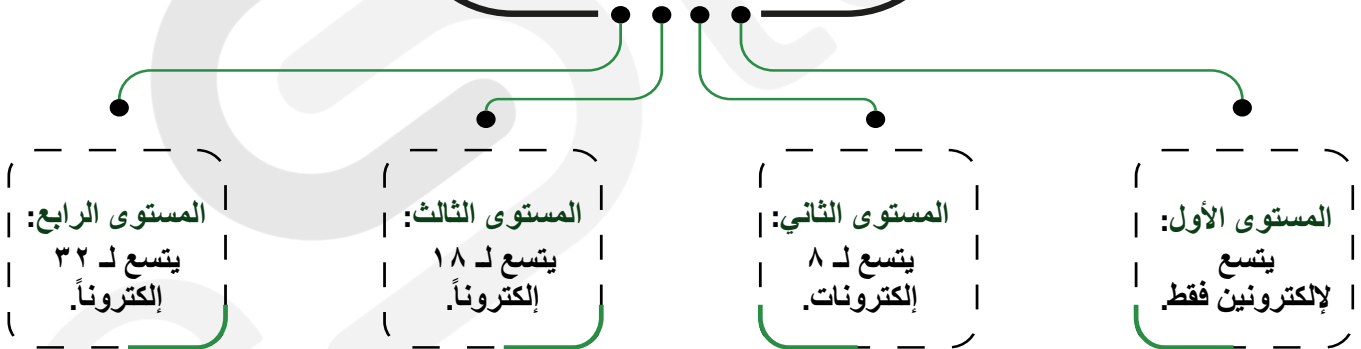 المستوى الأول:
يتسع
لإلكترونين فقط.
المستوى الثاني:
يتسع لـ ٨
إلكترونات.
المستوى الثالث:
يتسع لـ ١٨
إلكتروناً.
المستوى الرابع:
يتسع لـ ٣٢
إلكتروناً.